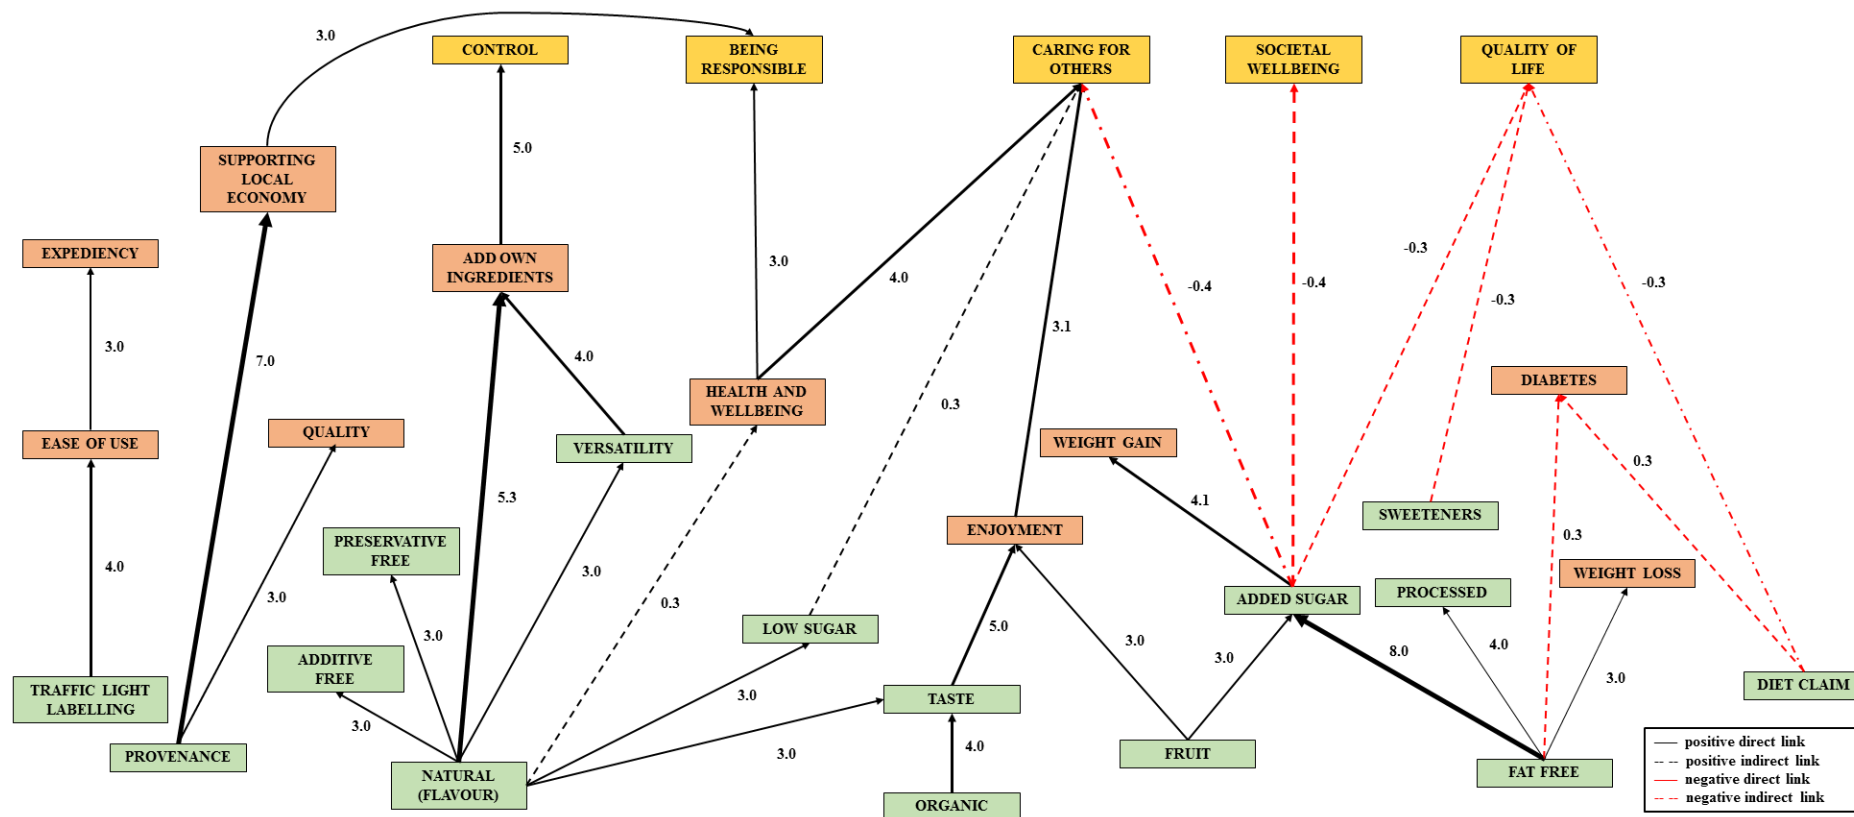 3.0
CONTROL
BEING
RESPONSIBLE
CARING FOR
OTHERS
SOCIETAL
WELLBEING
QUALITY OF
LIFE
SUPPORTING
LOCAL
ECONOMY
5.0
EXPEDIENCY
ADD OWN
INGREDIENTS
3.0
4.0
-0.4
-0.4
-0.3
-0.3
-0.3
3.0
7.0
4.0
3.1
HEALTH AND
WELLBEING
0.3
DIABETES
EASE OF USE
QUALITY
VERSATILITY
WEIGHT GAIN
0.3
5.3
4.1
SWEETENERS
PRESERVATIVE
FREE
ENJOYMENT
0.3
4.0
3.0
3.0
0.3
WEIGHT LOSS
PROCESSED
ADDED SUGAR
3.0
LOW SUGAR
5.0
3.0
3.0
8.0
4.0
3.0
ADDITIVE
FREE
TRAFFIC LIGHT
LABELLING
3.0
3.0
TASTE
DIET CLAIM
PROVENANCE
3.0
4.0
FRUIT
FAT FREE
NATURAL
(FLAVOUR)
ORGANIC
positive direct link
positive indirect link
negative direct link
negative indirect link